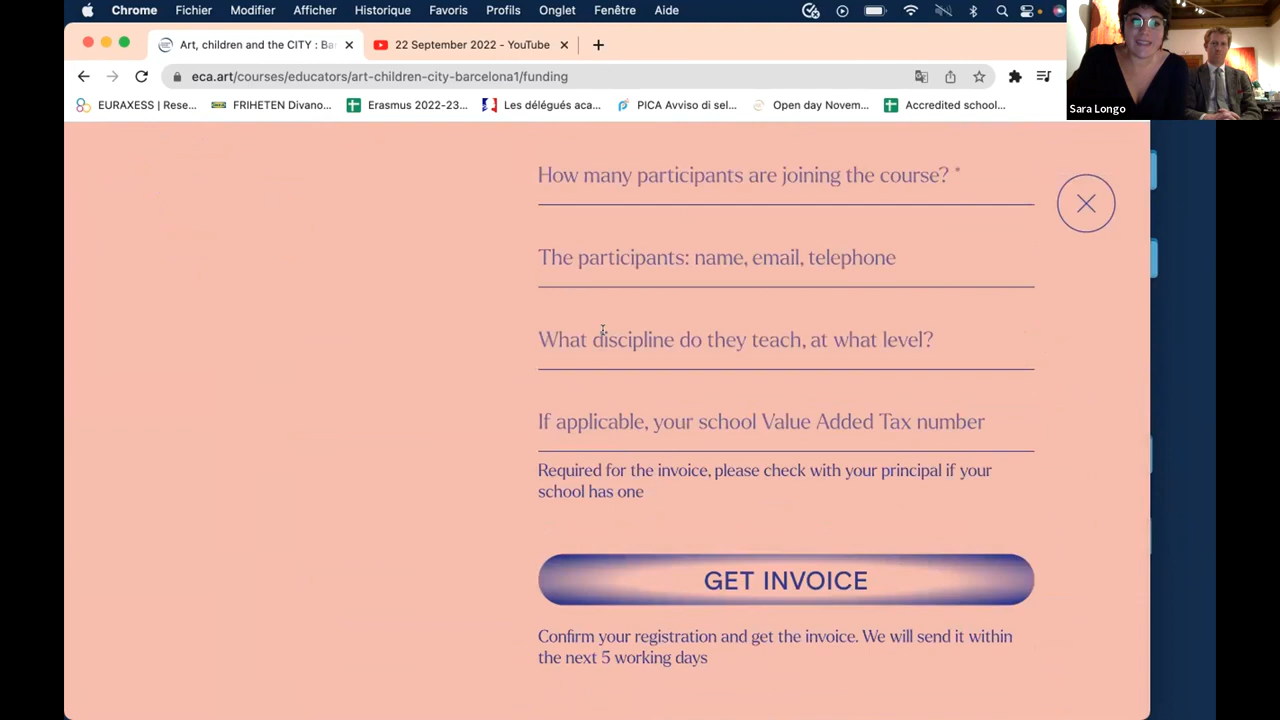 Chrome Fichier Modifier Afficher Historique Favoris Profils Onglet Fenêtre Aide
Art, children and the CITY : Ba
22 September 2022 - YouTube
eca.art/courses/educators/art-children-city-barcelona1/funding
EURAXESS | Rese...
FRIHETEN Divano...
Erasmus 2022-23...
Les délégués aca...
PICA Avviso di sel...
Open day Novem...
Accredited school...
Sara Longo
How many participants are joining the course? *
The participants: name, email, telephone
What discipline do they teach, at what level?
If applicable, your school Value Added Tax number
Required for the invoice, please check with your principal if your
school has one
GET INVOICE
Confirm your registration and get the invoice. We will send it within
the next 5 working days